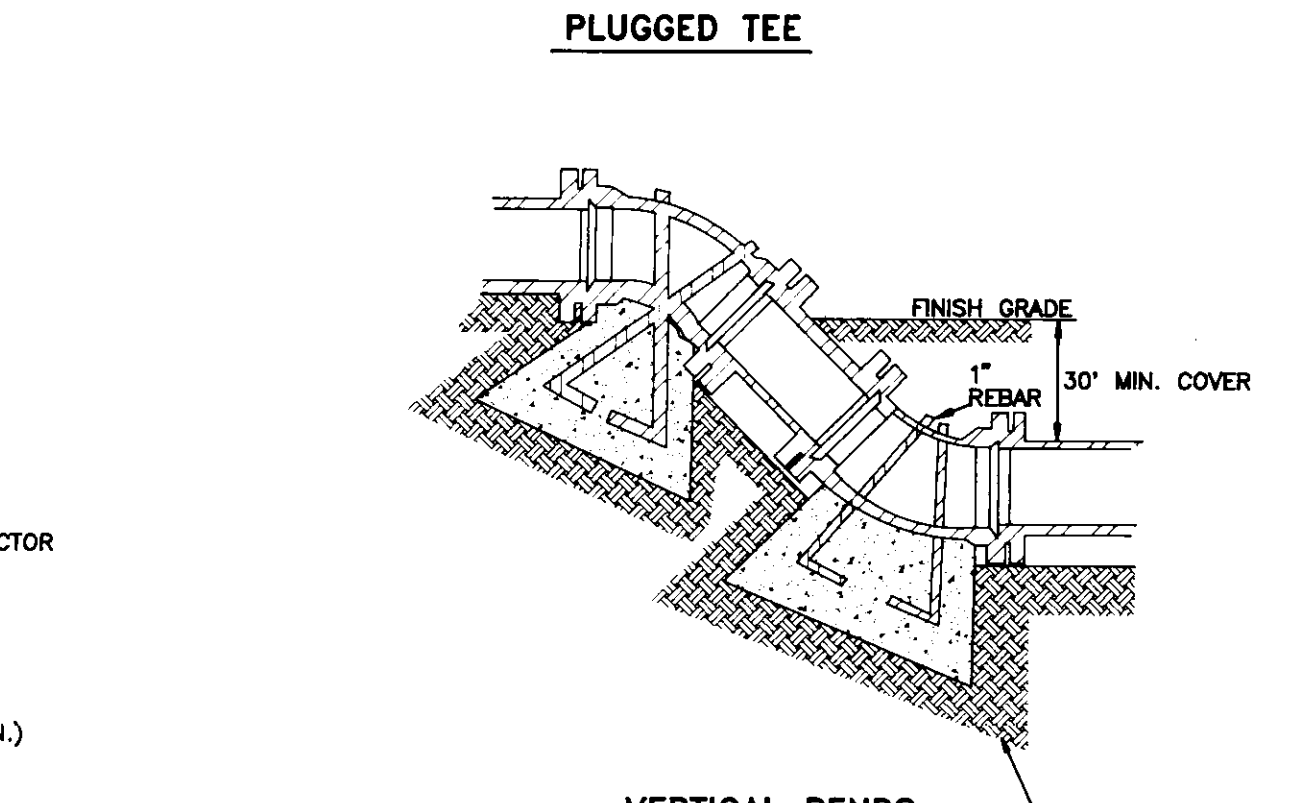 PLUGGED TEE
FINISH GRADE
1"
REBAR
30' MIN. COVER
CTOR
N.)
VERTICAL BENDS